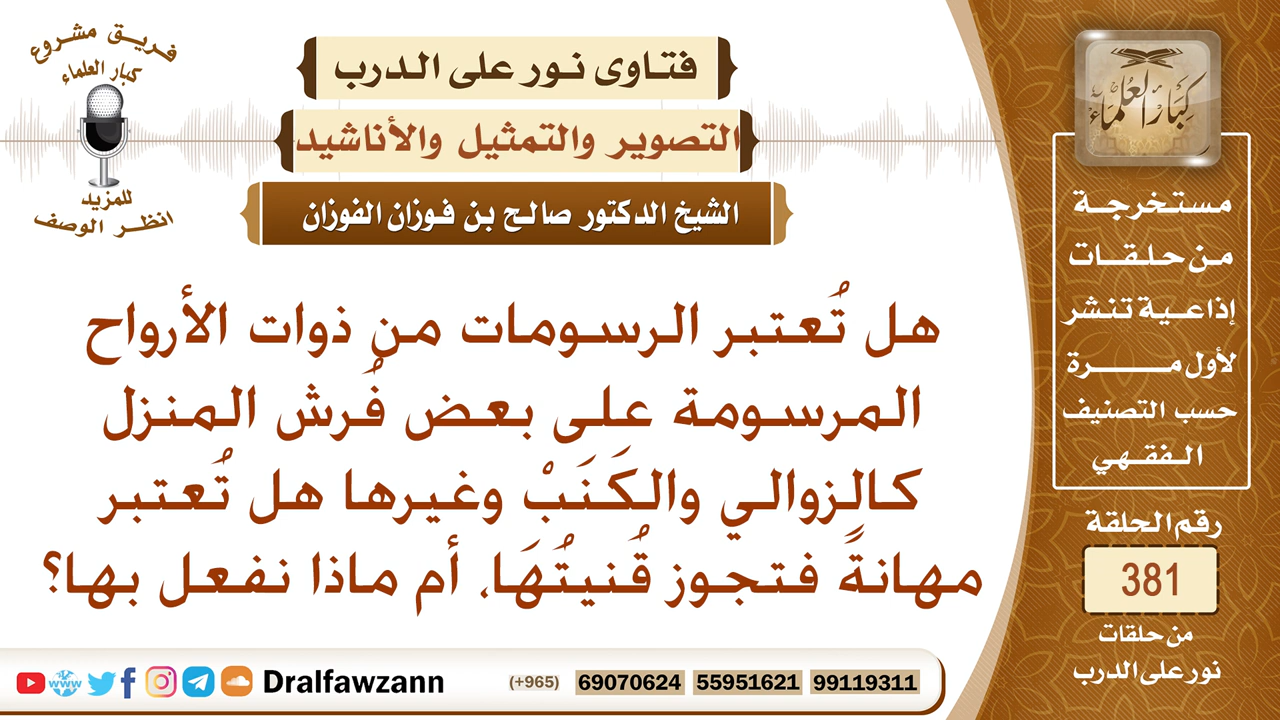 فريق مشروع
كبار العلماء
للمزيد
انظر الوصف
فتاوى نور على الدرب
التصوير والتمثيل والأناشيد
الشيخ الدكتور صالح بن فوزان الفوزان
هل تُعتبر الرسومات من ذوات الأرواح
المرسومة على بعض فُرش المنزل
كالزوالي والكَنَبْ وغيرها هل تُعتبر
مهانةً فتجوز قُنيتُهَا، أم ماذا نفعل بها؟
كبار العلماء
مستخرجة
من حلقات
إذاعية تنشر
لأول مرة
حسب التصنيف
الفقهي
رقم الحلقة
381
من حلقات
نور على الدرب
www Dralfawzann (+965) 69070624 55951621 99119311